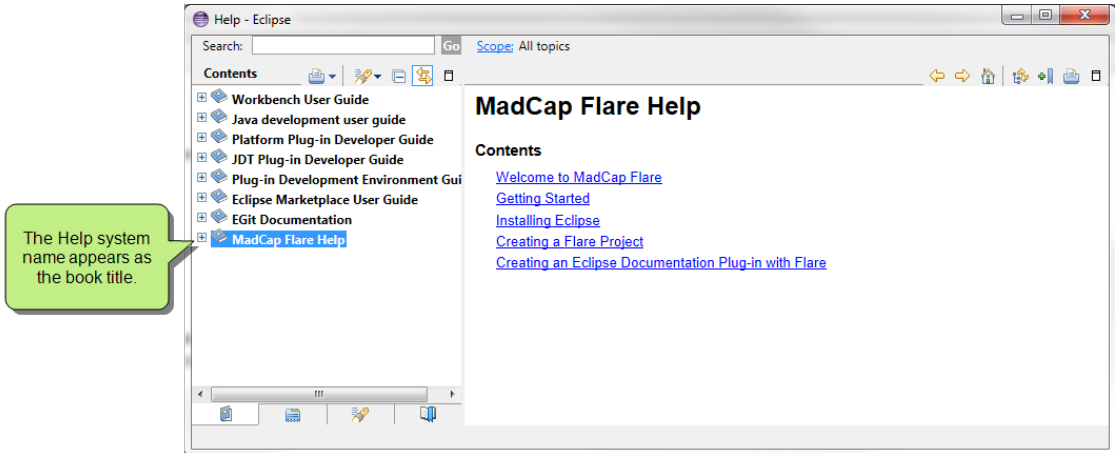 Help - Eclipse
Search:
Go
Scope: All topics
Contents
Workbench User Guide
Java development user guide
Platform Plug-in Developer Guide
JDT Plug-in Developer Guide
Plug-in Development Environment Gui
Eclipse Marketplace User Guide
EGit Documentation
MadCap Flare Help
The Help system
name appears as
the book title.
MadCap Flare Help
Contents
Welcome to MadCap Flare
Getting Started
Installing Eclipse
Creating a Flare Project
Creating an Eclipse Documentation Plug-in with Flare